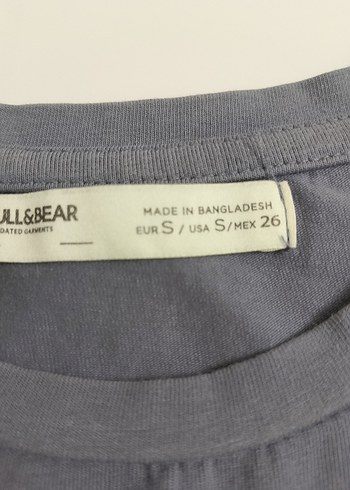 ULL&BEAR
MADE IN BANGLADESH
DATED GARMENTS
EUR S / USA S/MEX 26